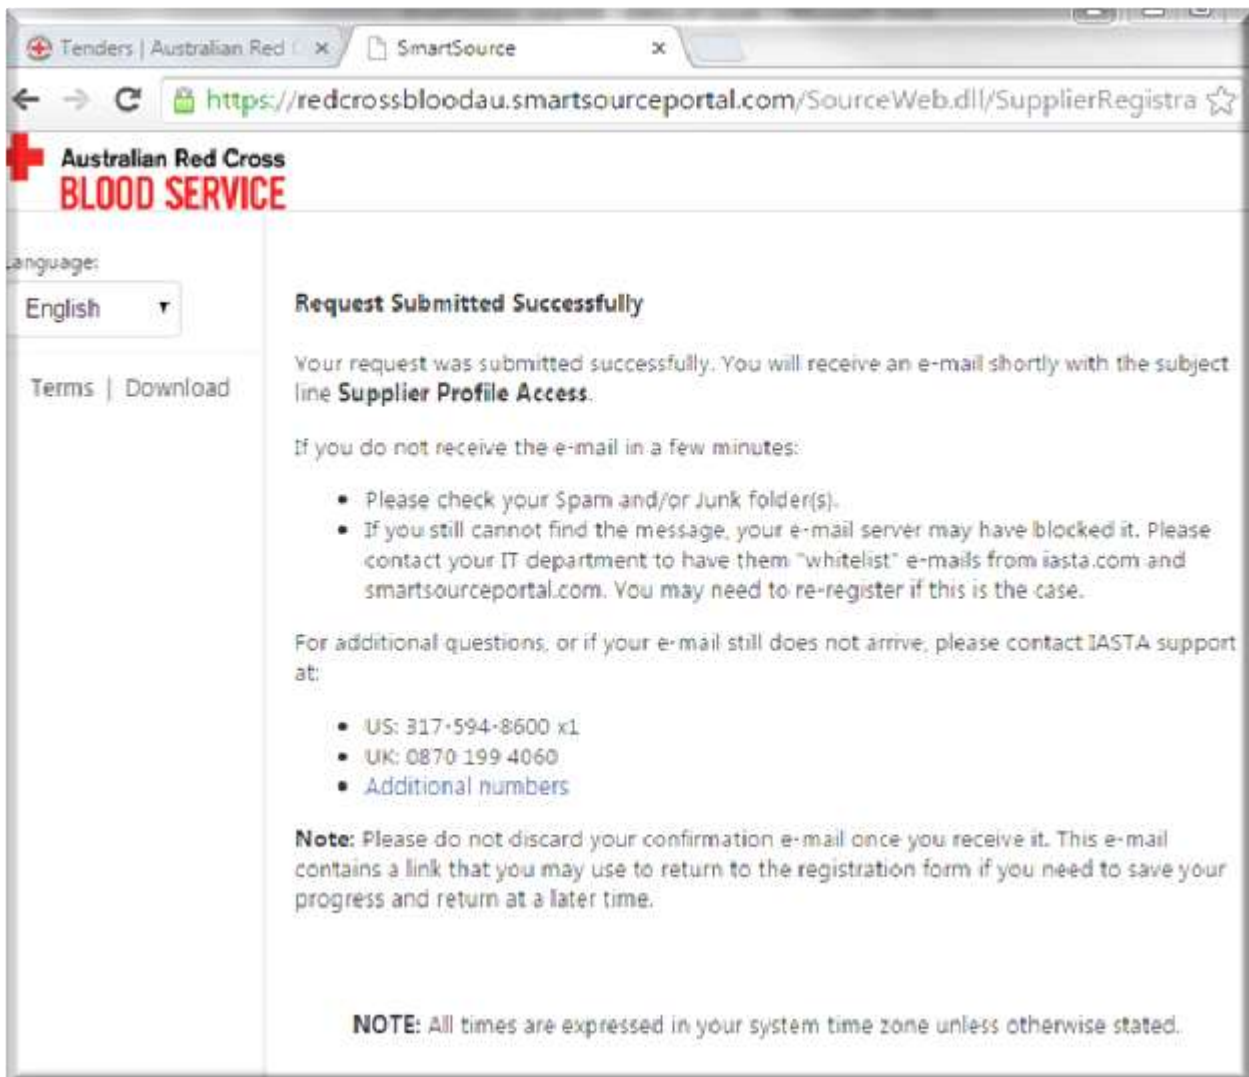 Tenders | Australian Red C
SmartSource
https://redcrossbloodau.smartsourceportal.com/SourceWeb.dll/SupplierRegistra
Australian Red Cross
BLOOD SERVICE
Language:
English
Terms | Download
Request Submitted Successfully
Your request was submitted successfully. You will receive an e-mail shortly with the subject
line Supplier Profile Access.
If you do not receive the e-mail in a few minutes:
• Please check your Spam and/or Junk folder(s).
• If you still cannot find the message, your e-mail server may have blocked it. Please
contact your IT department to have them "whitelist" e-mails from iasta.com and
smartsourceportal.com. You may need to re-register if this is the case.
For additional questions, or if your e-mail still does not arrive, please contact IASTA support
at:
• US: 317-594-8600 x1
• UK: 0870 199 4060
• Additional numbers
Note: Please do not discard your confirmation e-mail once you receive it. This e-mail
contains a link that you may use to return to the registration form if you need to save your
progress and return at a later time.
NOTE: All times are expressed in your system time zone unless otherwise stated.